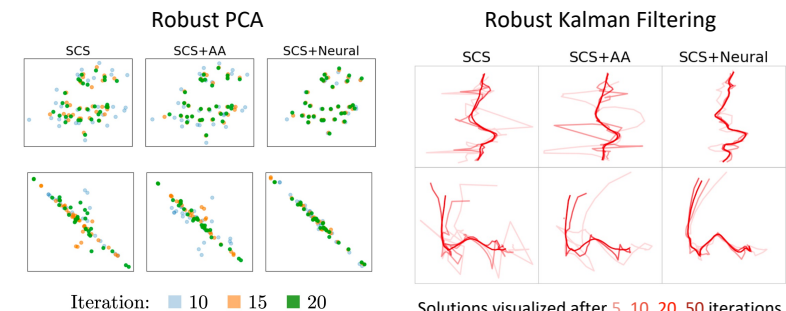 Robust PCA
SCS SCS+AA SCS+Neural
Iteration: 10 15 20
Robust Kalman Filtering
SCS SCS+AA SCS+Neural
Solutions visualized after 5, 10, 20, 50 iterations